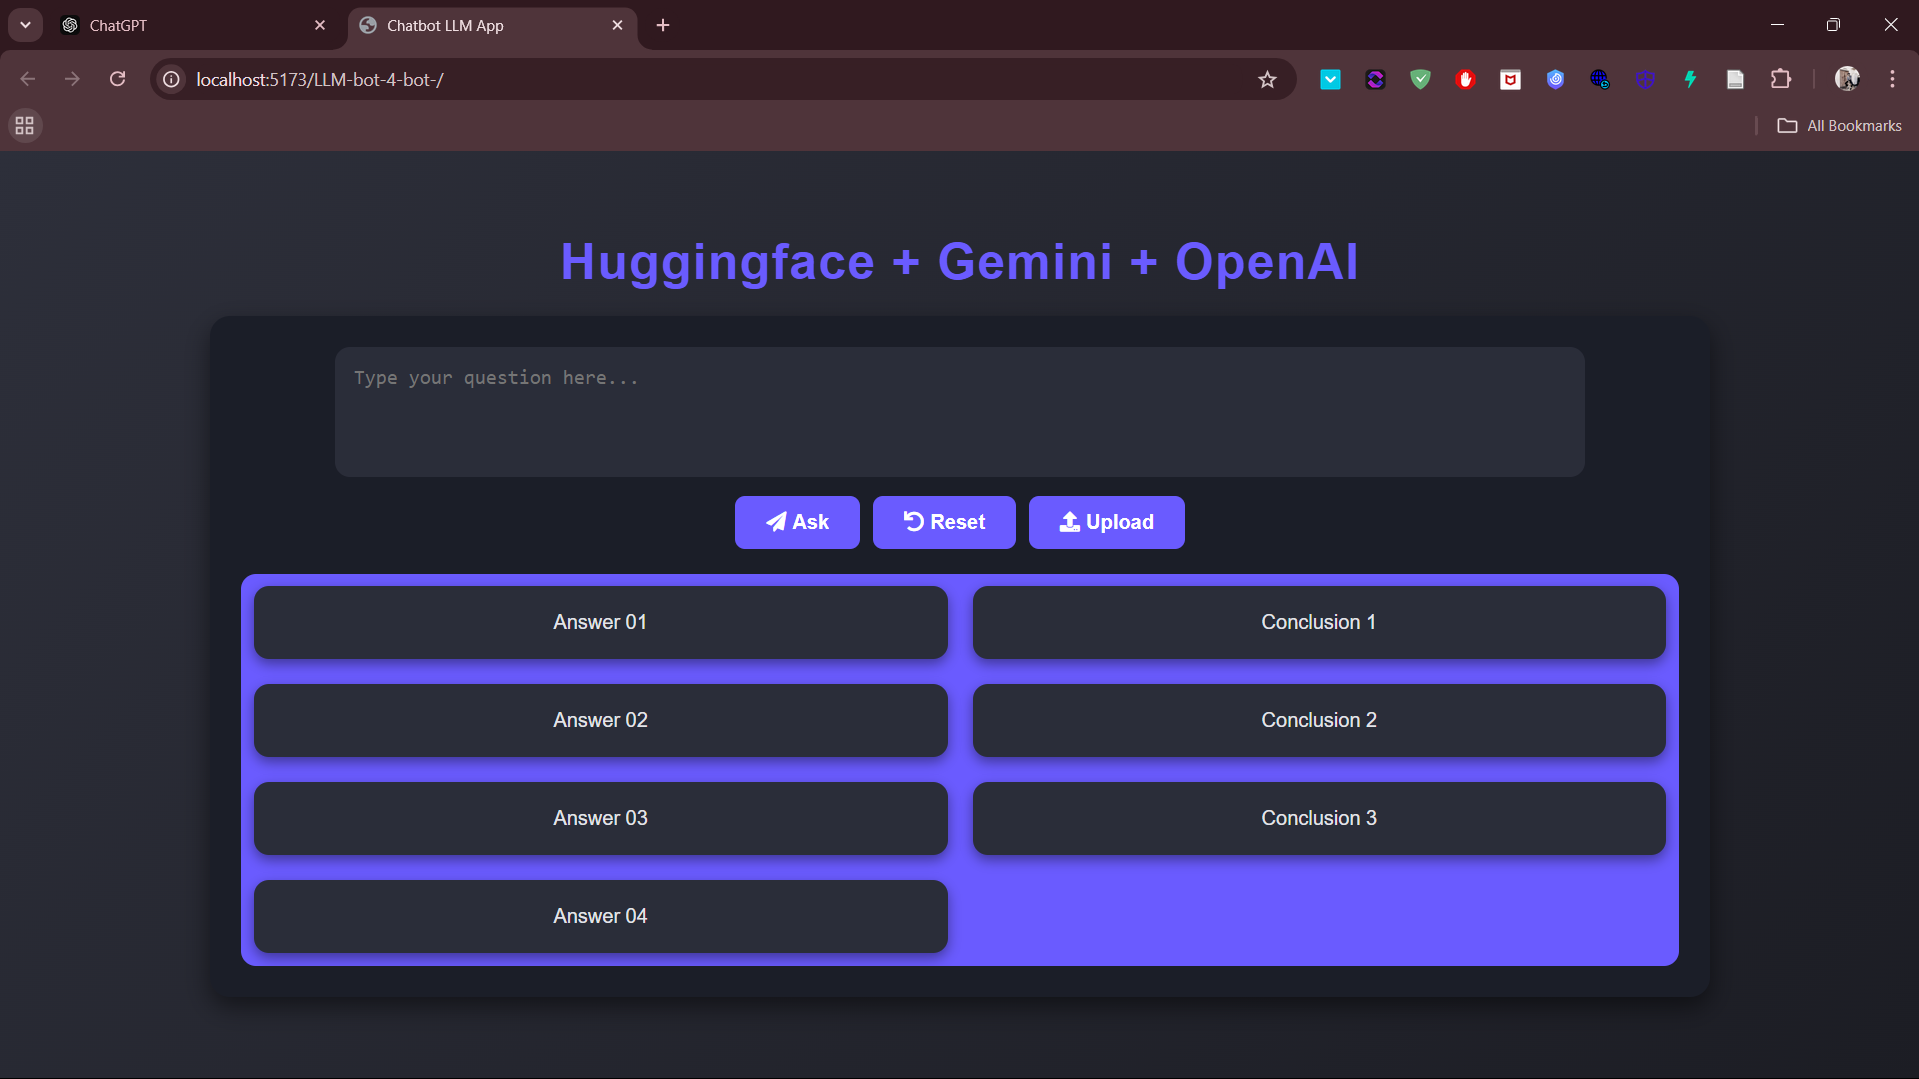 ChatGPT
Chatbot LLM App
localhost:5173/LLM-bot-4-bot-/
All Bookmarks
Huggingface + Gemini + OpenAI
Type your question here...
Ask Reset Upload
Answer 01 Conclusion 1
Answer 02 Conclusion 2
Answer 03 Conclusion 3
Answer 04